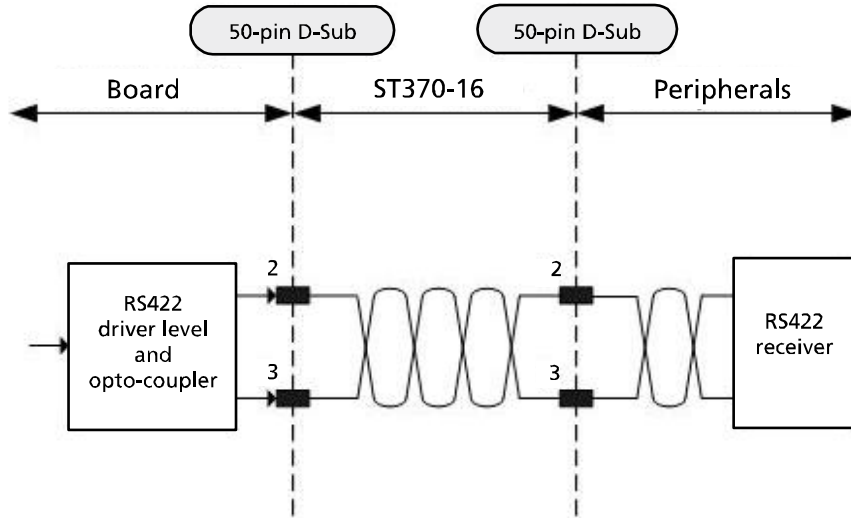 50-pin D-Sub
50-pin D-Sub
Board
ST370-16
Peripherals
2
2
RS422
driver level
and
opto-coupler
RS422
receiver
3
3